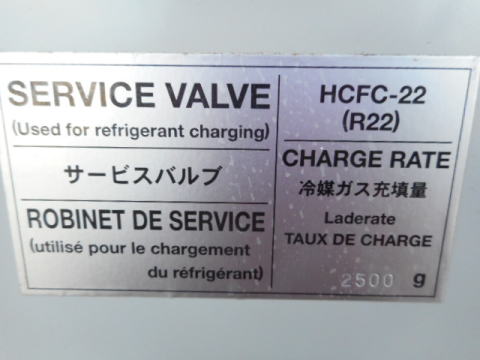 SERVICE VALVE
(Used for refrigerant charging)
サービスバルブ
ROBINET DE SERVICE
(utilisé pour le chargement
du réfrigérant)
HCFC-22
(R22)
CHARGE RATE
冷媒ガス充填量
Laderate
TAUX DE CHARGE
2500 g